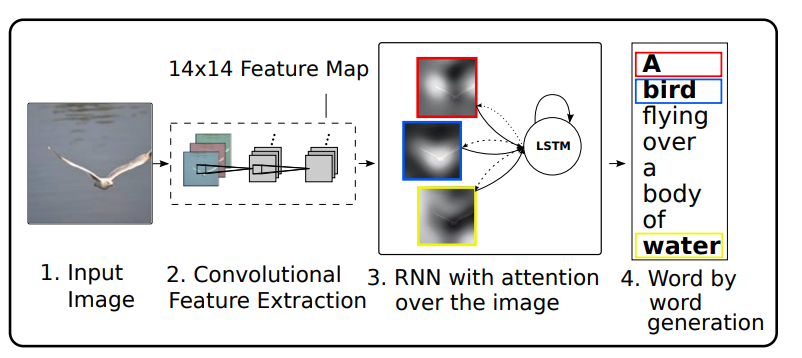 14x14 Feature Map
LSTM
A
bird
flying
over
a
body
of
water
1. Input
Image
2. Convolutional
Feature Extraction
3. RNN with attention
over the image
4. Word by
word
generation